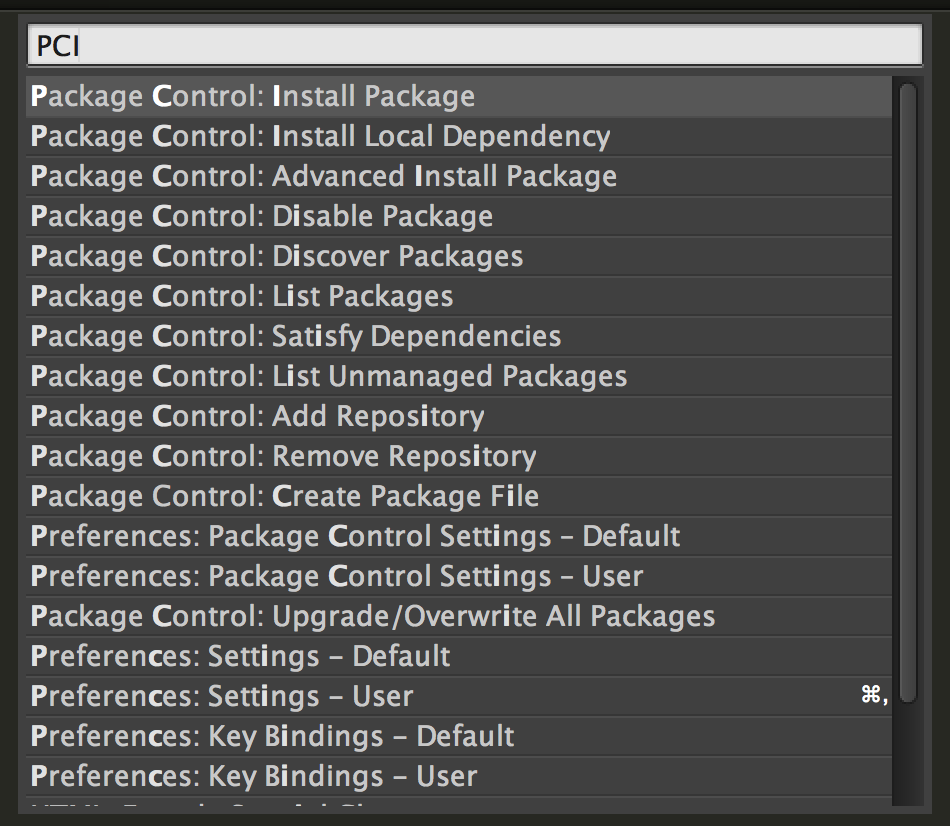 PCI
Package Control: Install Package
Package Control: Install Local Dependency
Package Control: Advanced Install Package
Package Control: Disable Package
Package Control: Discover Packages
Package Control: List Packages
Package Control: Satisfy Dependencies
Package Control: List Unmanaged Packages
Package Control: Add Repository
Package Control: Remove Repository
Package Control: Create Package File
Preferences: Package Control Settings – Default
Preferences: Package Control Settings – User
Package Control: Upgrade/Overwrite All Packages
Preferences: Settings – Default
Preferences: Settings – User ⌘,
Preferences: Key Bindings – Default
Preferences: Key Bindings – User